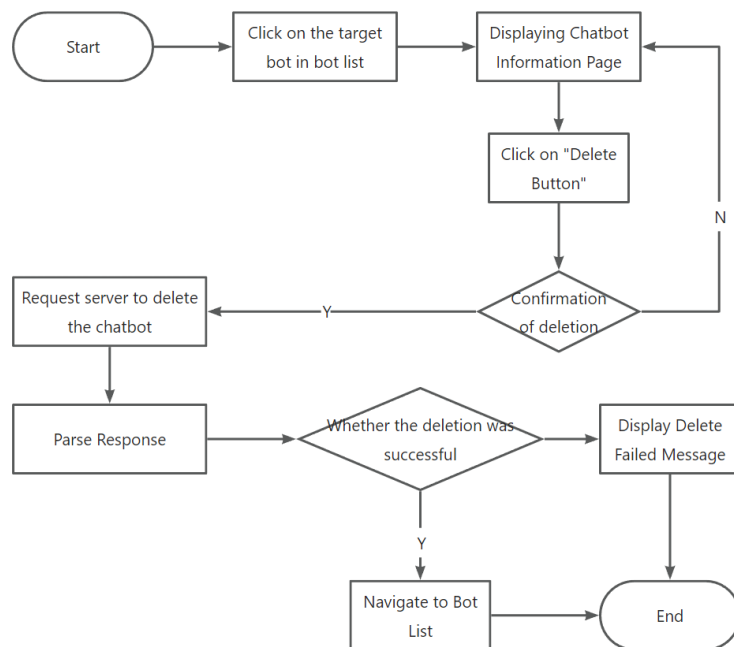 Start
Click on the target
bot in bot list
Displaying Chatbot
Information Page
Click on "Delete
Button"
N
Confirmation
of deletion
Y
Request server to delete
the chatbot
Parse Response
Whether the deletion was
successful
Display Delete
Failed Message
Y
Navigate to Bot
List
End